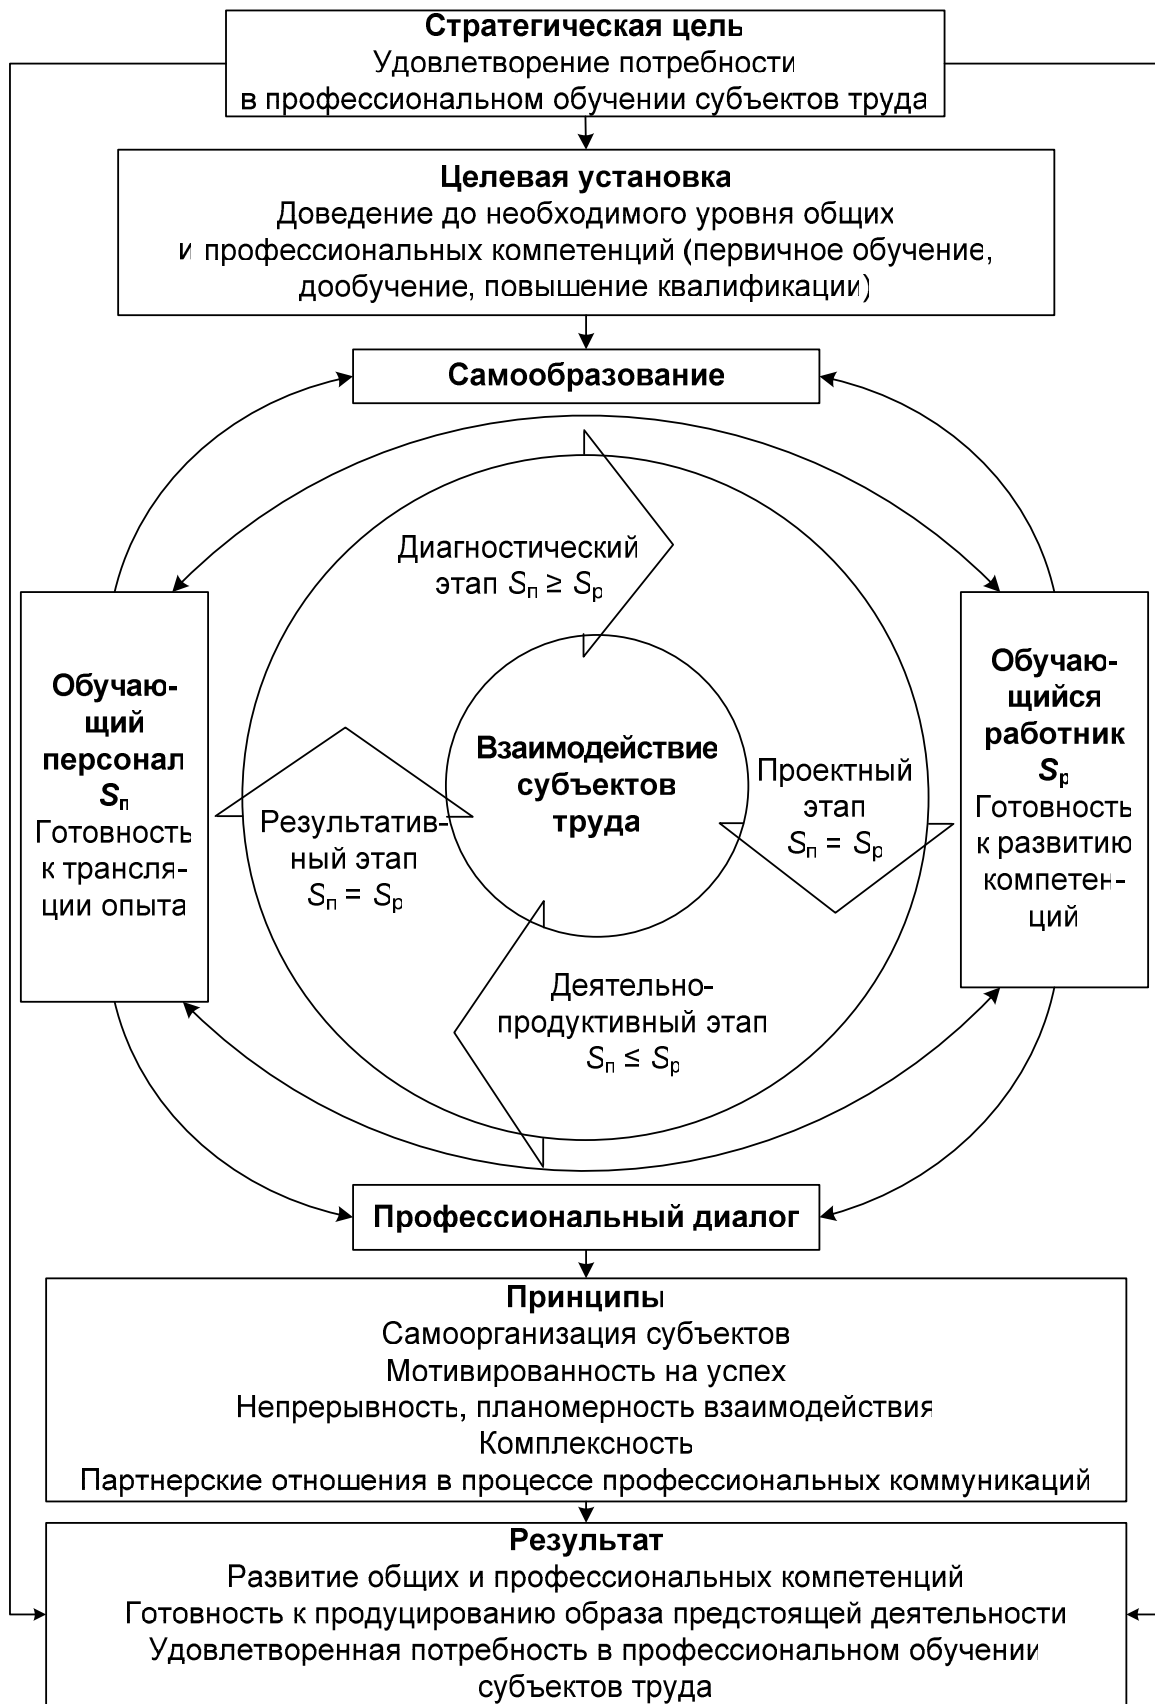 Стратегическая цель
Удовлетворение потребности
в профессиональном обучении субъектов труда
Целевая установка
Доведение до необходимого уровня общих
и профессиональных компетенций (первичное обучение,
дообучение, повышение квалификации)
Самообразование
Диагностический
этап Sп ≥ Sр
Обучаю-
щий
персонал
Sп
Готовность
к трансля-
ции опыта
Взаимодействие
субъектов
труда
Проектный
этап
Sп = Sр
Обучаю-
щийся
работник
Sр
Готовность
к развитию
компетен-
ций
Результатив-
ный этап
Sп = Sр
Деятельно-
продуктивный этап
Sп ≤ Sр
Профессиональный диалог
Принципы
Самоорганизация субъектов
Мотивированность на успех
Непрерывность, планомерность взаимодействия
Комплексность
Партнерские отношения в процессе профессиональных коммуникаций
Результат
Развитие общих и профессиональных компетенций
Готовность к продуцированию образа предстоящей деятельности
Удовлетворенная потребность в профессиональном обучении
субъектов труда